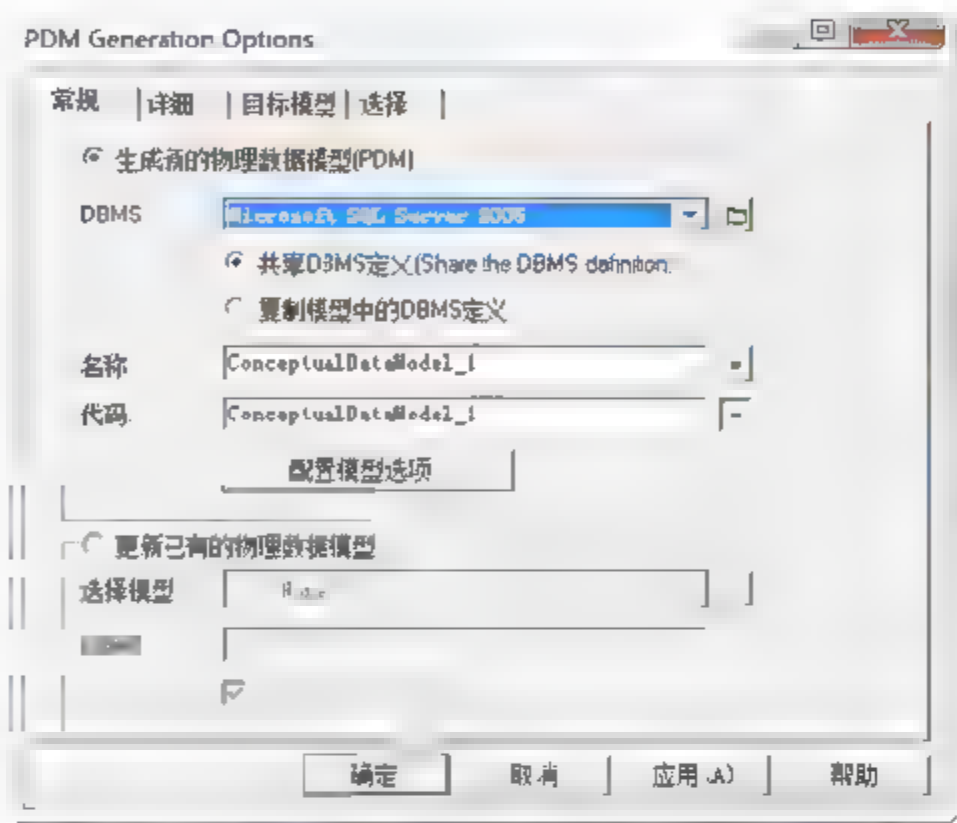 PDM Generation Options
常规 详细 目标模型 选择
生成新的物理数据模型(PDM)
DBMS Microsoft SQL Server 2005
共享DBMS定义(Share the DBMS definition
复制模型中的DBMS定义
名称 ConceptualDataModel_1
代码 ConceptualDataModel_1
配置模型选项
更新已有的物理数据模型
选择模型
确定 取消 应用(A) 帮助